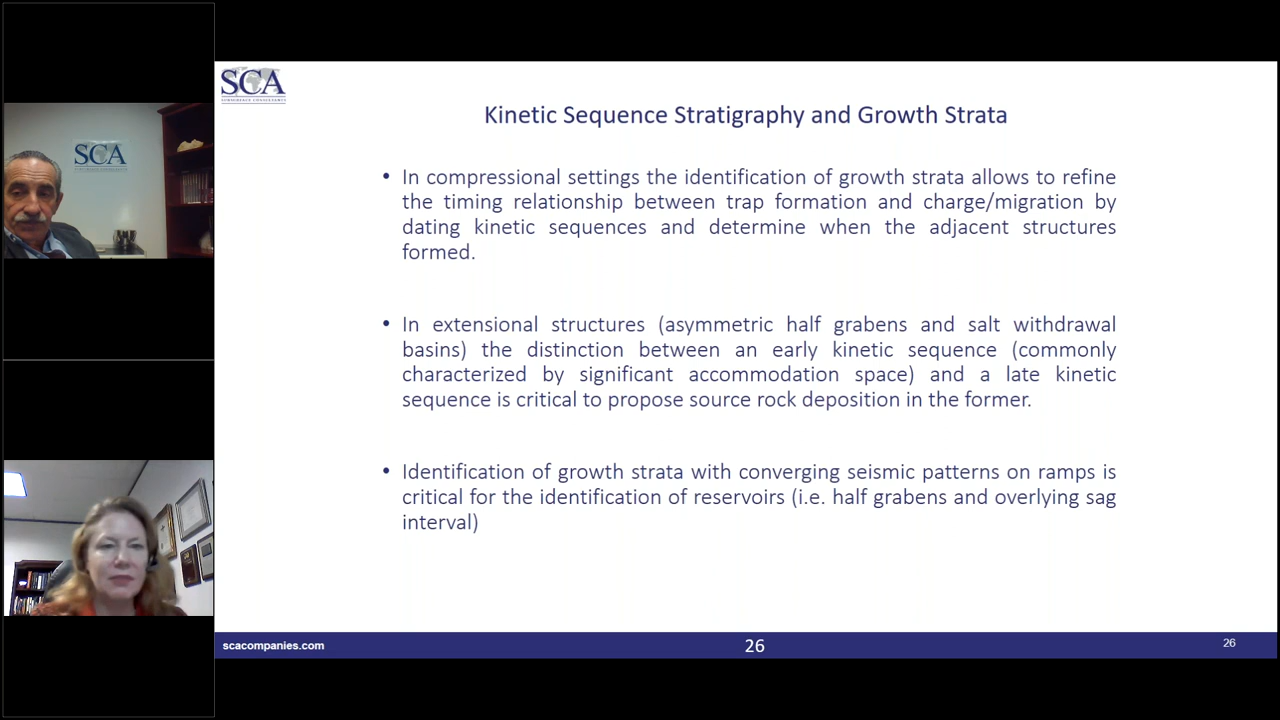 SCA
Kinetic Sequence Stratigraphy and Growth Strata
• In compressional settings the identification of growth strata allows to refine
the timing relationship between trap formation and charge/migration by
dating kinetic sequences and determine when the adjacent structures
formed.
• In extensional structures (asymmetric half grabens and salt withdrawal
basins) the distinction between an early kinetic sequence (commonly
characterized by significant accommodation space) and a late kinetic
sequence is critical to propose source rock deposition in the former.
• Identification of growth strata with converging seismic patterns on ramps is
critical for the identification of reservoirs (i.e. half grabens and overlying sag
interval)
scacompanies.com
26
26
SCA